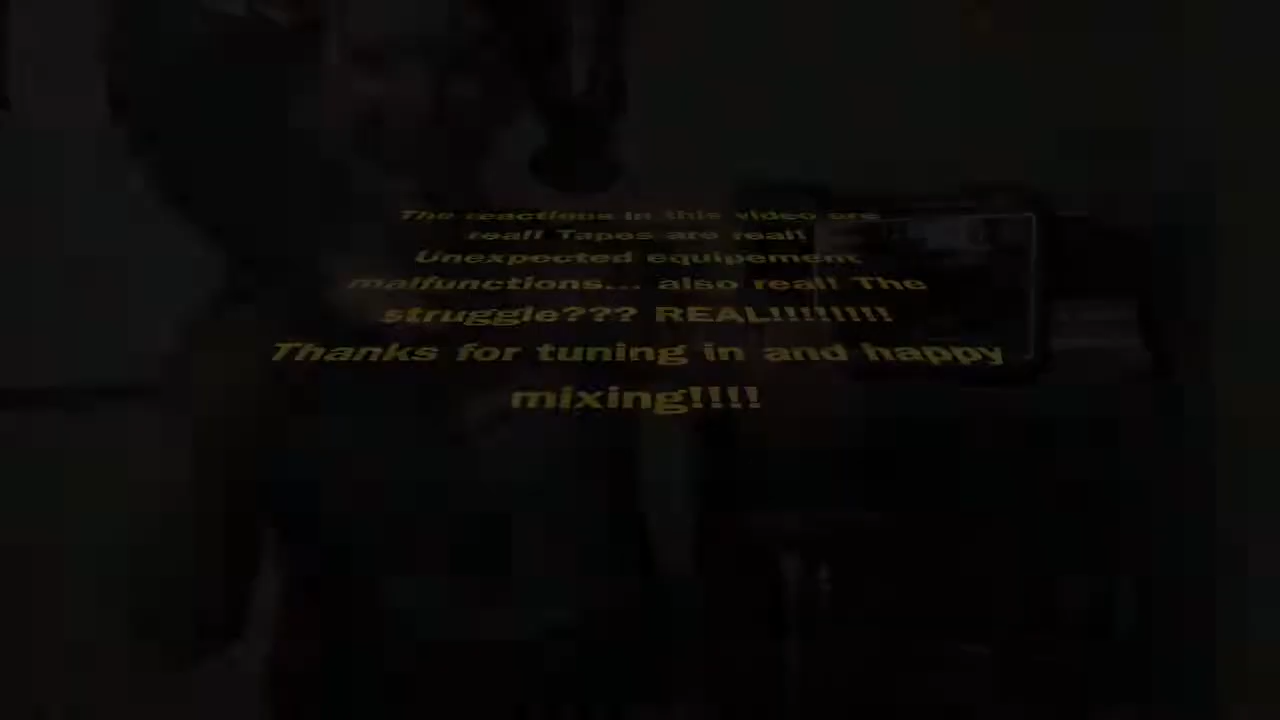 The reactions in this video are
real! Tapes are real!
Unexpected equipement
malfunctions... also real! The
struggle??? REAL!!!!!!!!
Thanks for tuning in and happy
mixing!!!!